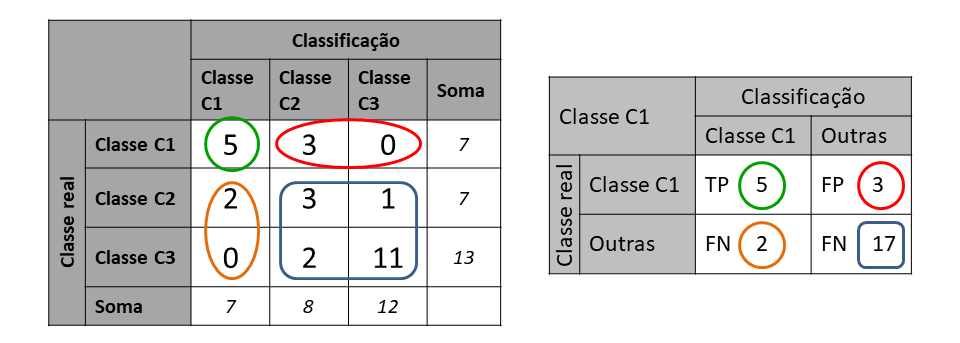 Classificação
Classe C1 Classe C2 Classe C3 Soma
Classe real
Classe C1 5 3 0 7
Classe C2 2 3 1 7
Classe C3 0 2 11 13
Soma 7 8 12
Classe C1 Classificação
Classe C1 Outras
Classe real
Classe C1 TP 5 FP 3
Outras FN 2 FN 17